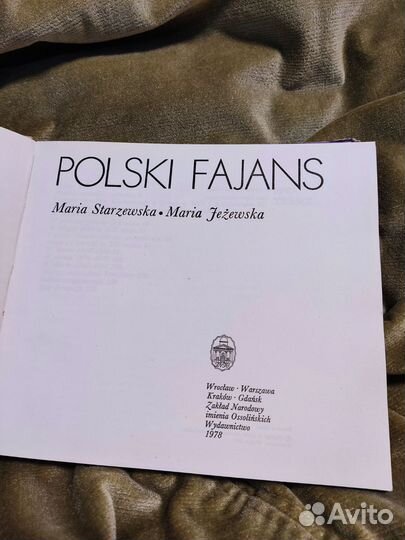 POLSKI FAJANS
Maria Starzewska • Maria Jeżewska
Wrocław · Warszawa
Kraków · Gdańsk
Zakład Narodowy
imienia Ossolińskich
Wydawnictwo
1978
Avito